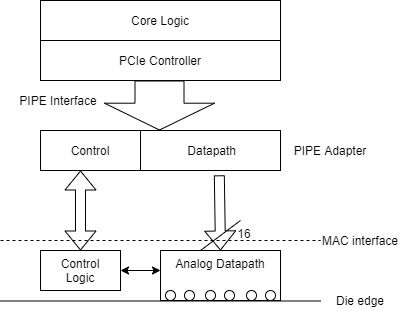 Core Logic
PCIe Controller
PIPE Interface
Control
Datapath
PIPE Adapter
16
MAC interface
Control
Logic
Analog Datapath
Die edge